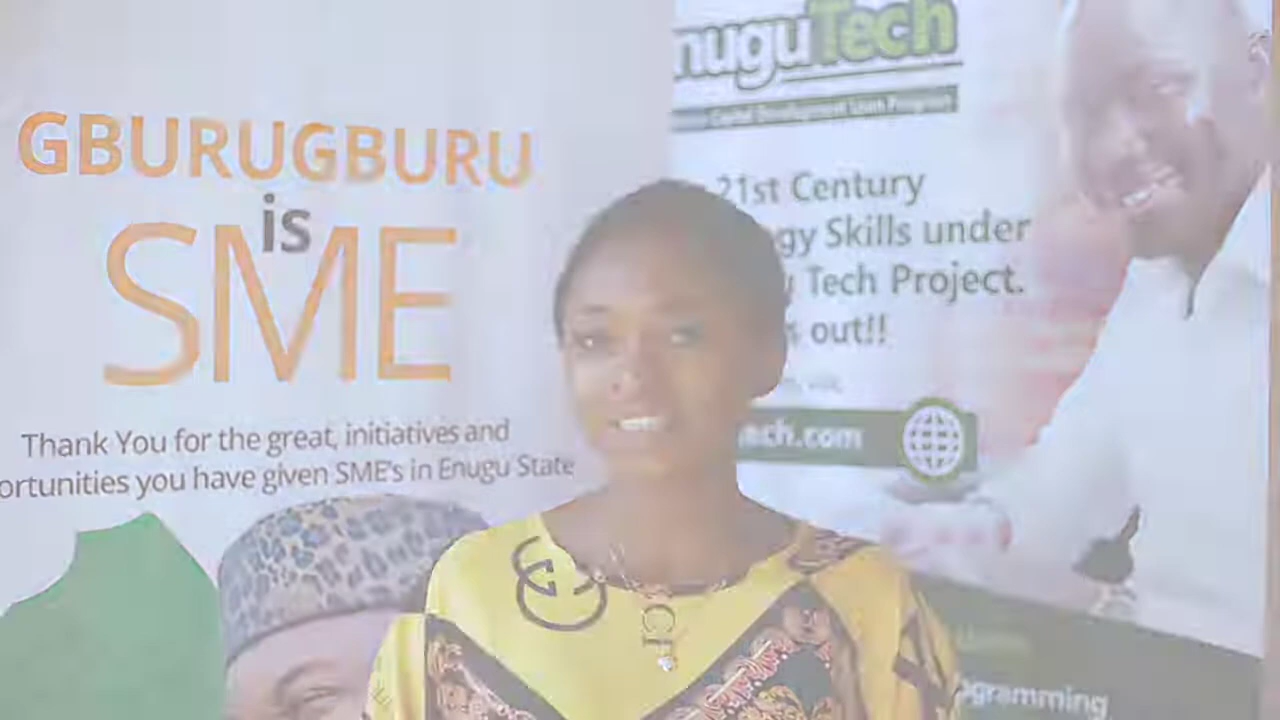 GBURUGBURU
is
SME
Thank You for the great, initiatives and
ortunities you have given SME's in Enugu State
nuguTech
21st Century
gy Skills under
Tech Project.
out!!
ech.com
ogramming